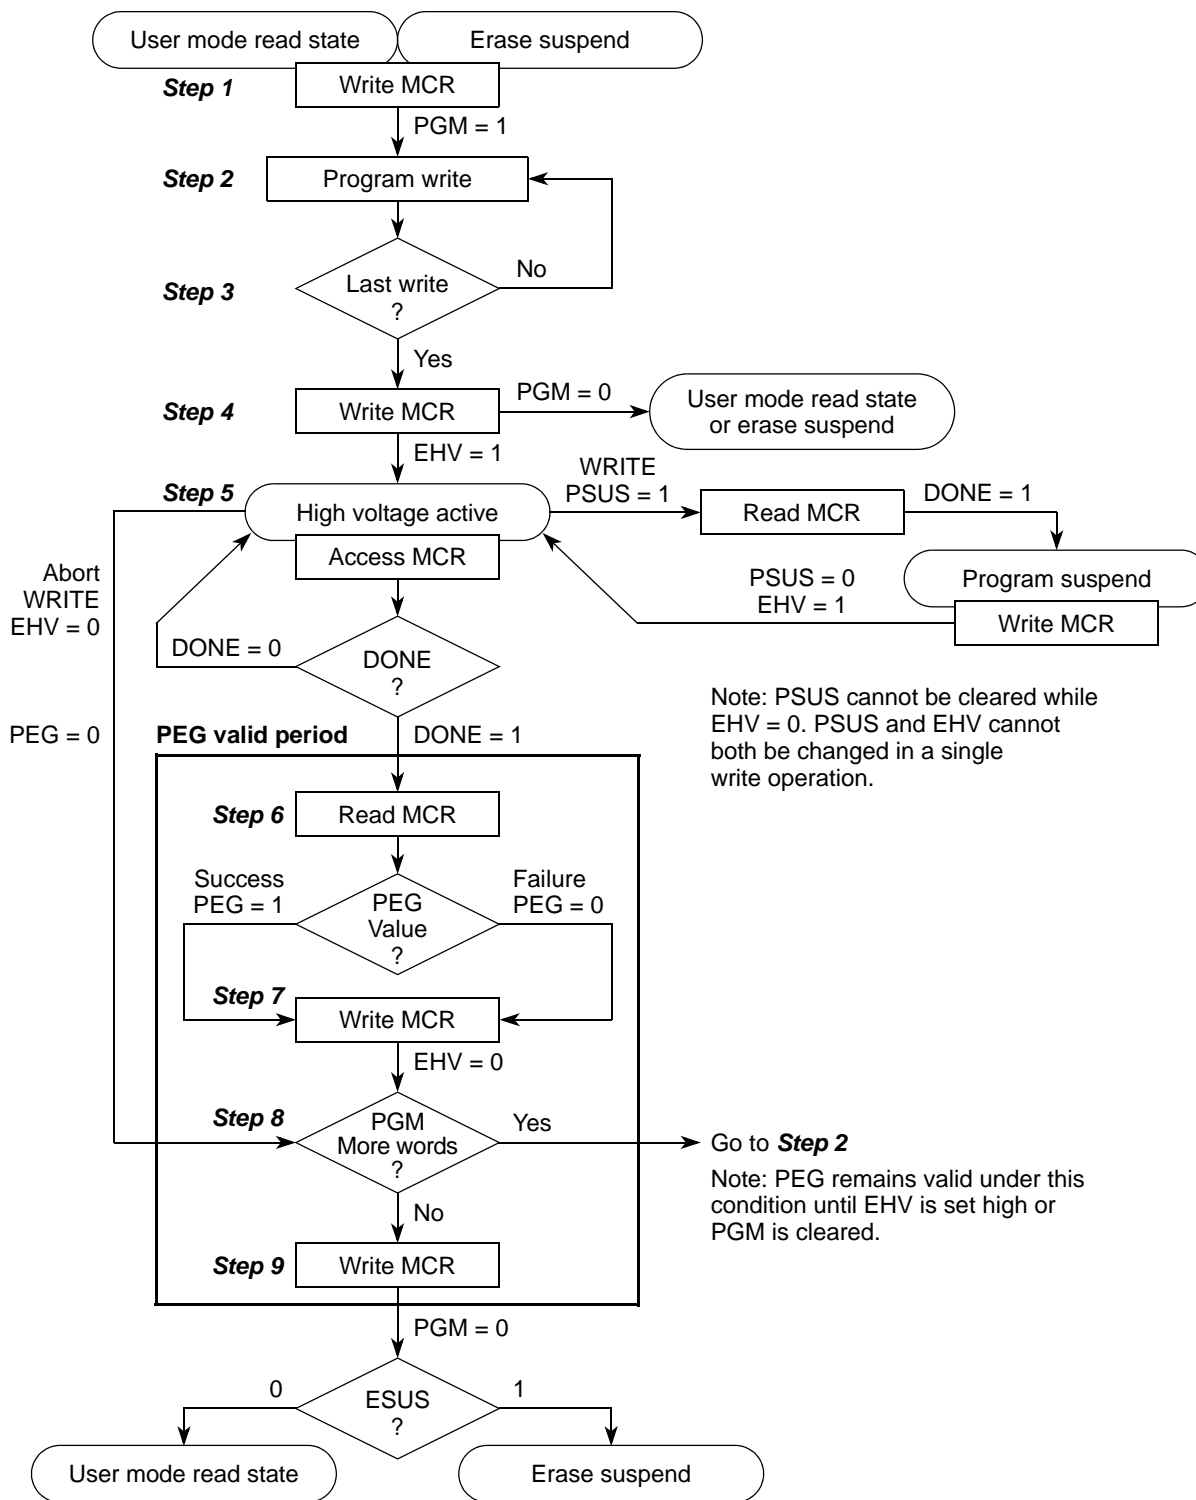 User mode read state
Erase suspend
Step 1
Write MCR
PGM = 1
Step 2
Program write
Step 3
Last write
?
No
Yes
Step 4
Write MCR
PGM = 0
User mode read state
or erase suspend
EHV = 1
Step 5
High voltage active
WRITE
PSUS = 1
Read MCR
DONE = 1
Access MCR
Program suspend
PSUS = 0
EHV = 1
Write MCR
Abort
WRITE
EHV = 0
DONE = 0
DONE
?
Note: PSUS cannot be cleared while
EHV = 0. PSUS and EHV cannot
both be changed in a single
write operation.
PEG = 0
PEG valid period
DONE = 1
Step 6
Read MCR
Success
PEG = 1
PEG
Value
?
Failure
PEG = 0
Step 7
Write MCR
EHV = 0
Step 8
PGM
More words
?
Yes
Go to Step 2
Note: PEG remains valid under this
condition until EHV is set high or
PGM is cleared.
No
Step 9
Write MCR
PGM = 0
0
ESUS
?
1
User mode read state
Erase suspend